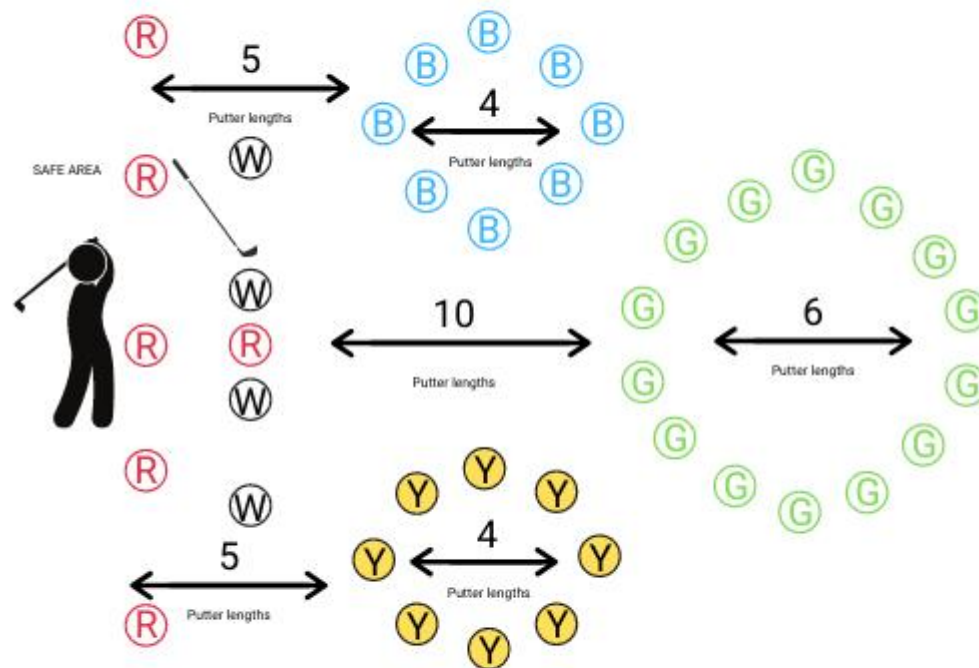 R
B
5
B B
4
Putter lengths
B B
W
Putter lengths
SAFE AREA
R
G
B B
G G
B
G G
W
G G
10
6
R R
Putter lengths
Putter lengths
G G
W
G G
R
Y
Y Y
G G
W
G
4
5
Y Y
Putter lengths
Putter lengths
R
Y Y
Y